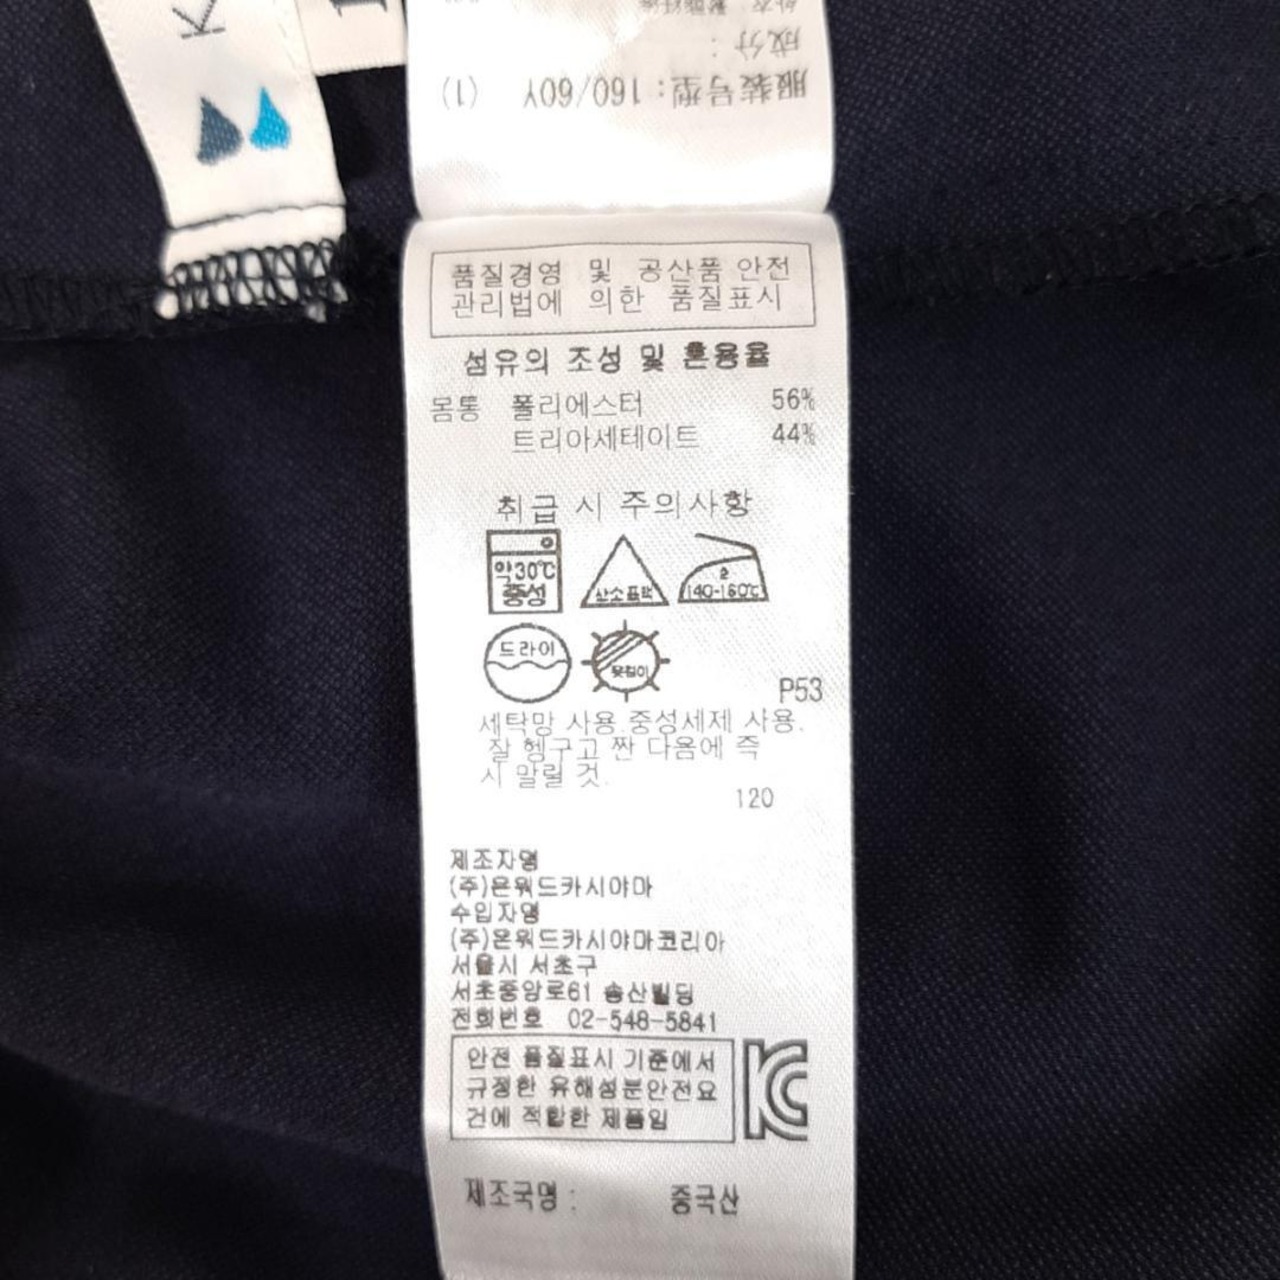 K
服装号型:160/60Y (1)
成分:
품질경영 및 공산품 안전
관리법에 의한 품질표시
섬유의 조성 및 혼용율
몸통 폴리에스터 56%
트리아세테이트 44%
취급 시 주의사항
약30℃
중성
산소표백
2
140-160℃
드라이
옷걸이
P53
세탁망 사용.중성세제 사용.
잘 헹구고 짠 다음에 즉
시 말릴 것.
120
제조자명
(주)온워드카시야마
수입자명
(주)온워드카시야마코리아
서울시 서초구
서초중앙로61 송산빌딩
전화번호 02-548-5841
안전 품질표시 기준에서
규정한 유해성분안전요
건에 적합한 제품임
KC
제조국명 : 중국산